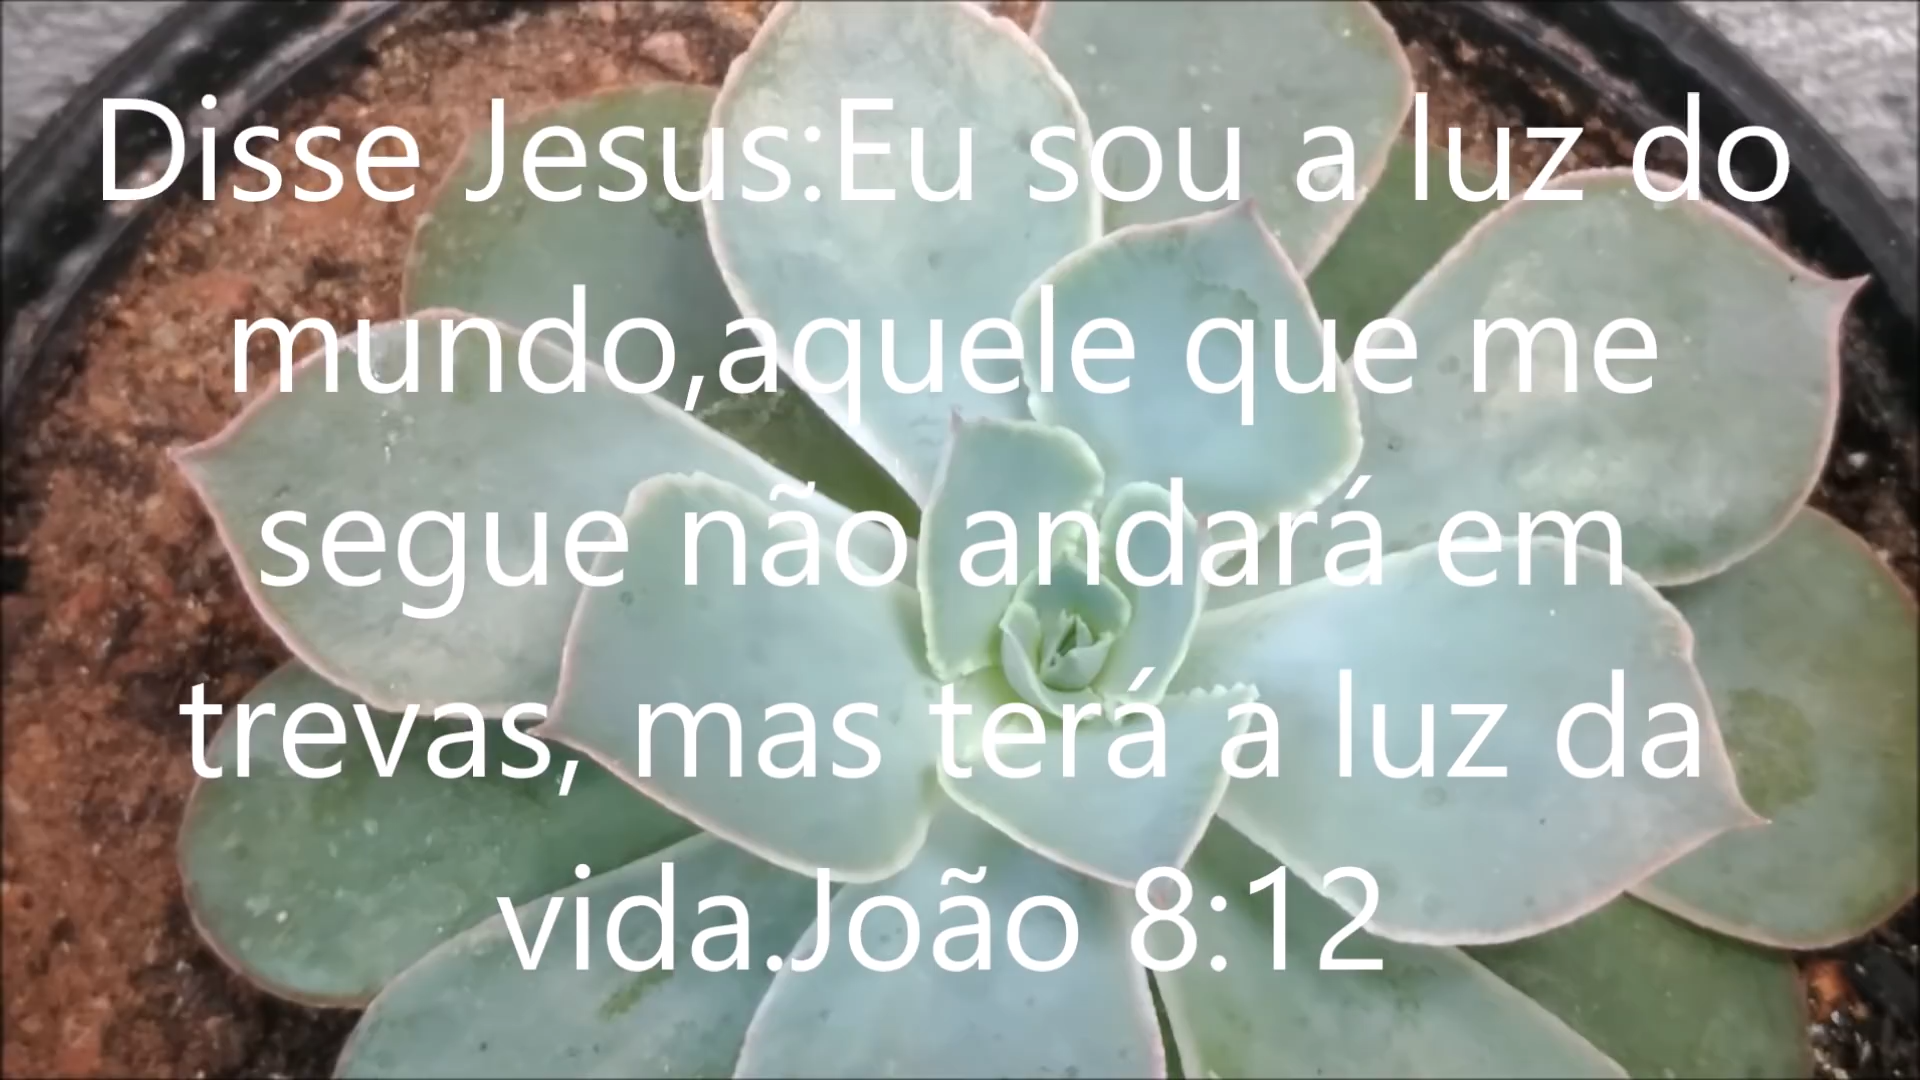 Disse Jesus:Eu sou a luz do
mundo,aquele que me
segue não andará em
trevas, mas terá a luz da
vida.João 8:12